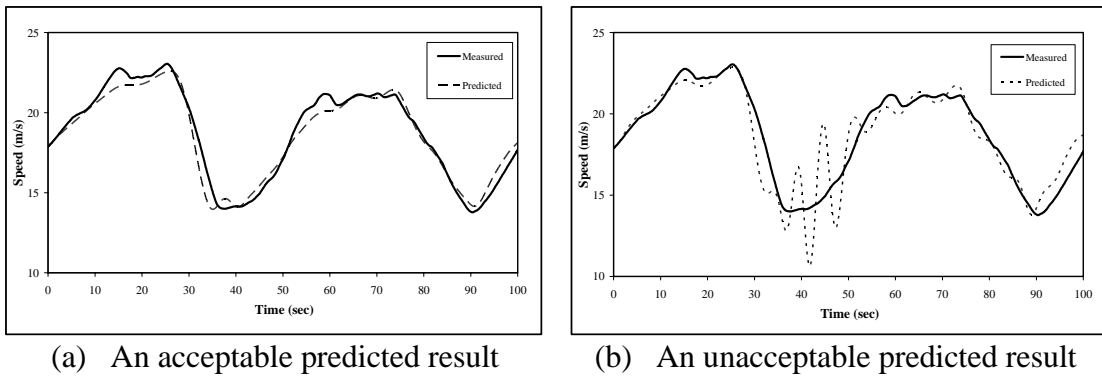 25
20
15
10
Speed (m/s)
0 10 20 30 40 50 60 70 80 90 100
Time (sec)
Measured
Predicted
(a) An acceptable predicted result
25
20
15
10
Speed (m/s)
0 10 20 30 40 50 60 70 80 90 100
Time (sec)
Measured
Predicted
(b) An unacceptable predicted result